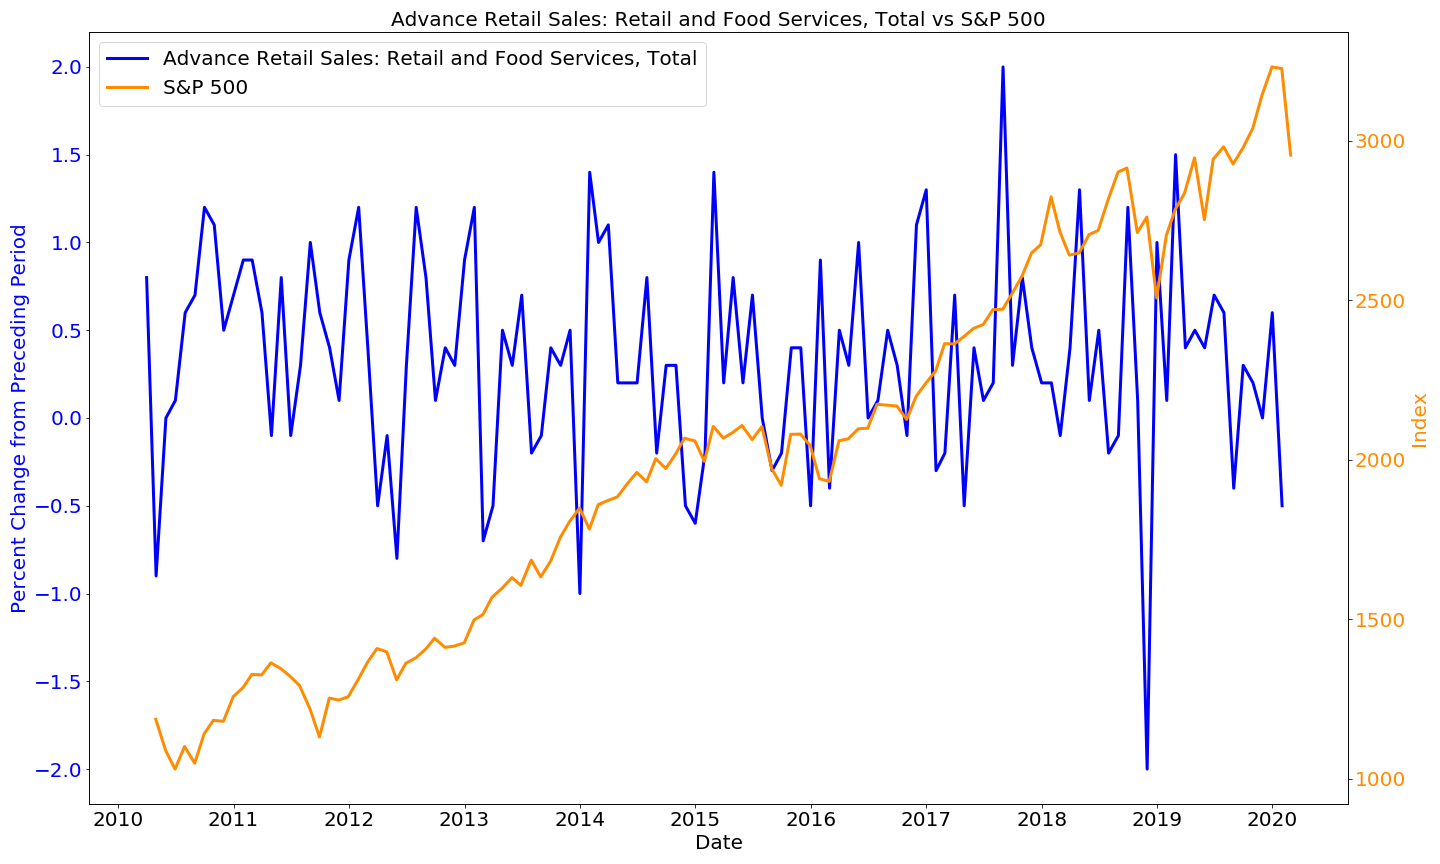 Advance Retail Sales: Retail and Food Services, Total vs S&P 500
Advance Retail Sales: Retail and Food Services, Total
S&P 500
Percent Change from Preceding Period
2.0
1.5
1.0
0.5
0.0
−0.5
−1.0
−1.5
−2.0
3000
2500
2000
1500
1000
Index
2010 2011 2012 2013 2014 2015 2016 2017 2018 2019 2020
Date